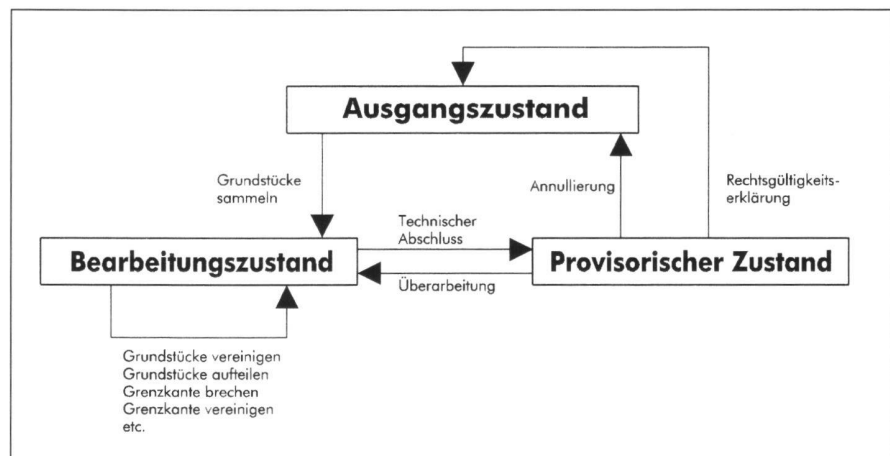 Ausgangszustand
Grundstücke
sammeln
Annullierung
Rechtsgültigkeits-
erklärung
Technischer
Abschluss
Bearbeitungszustand
Provisorischer Zustand
Überarbeitung
Grundstücke vereinigen
Grundstücke aufteilen
Grenzkante brechen
Grenzkante vereinigen
etc.